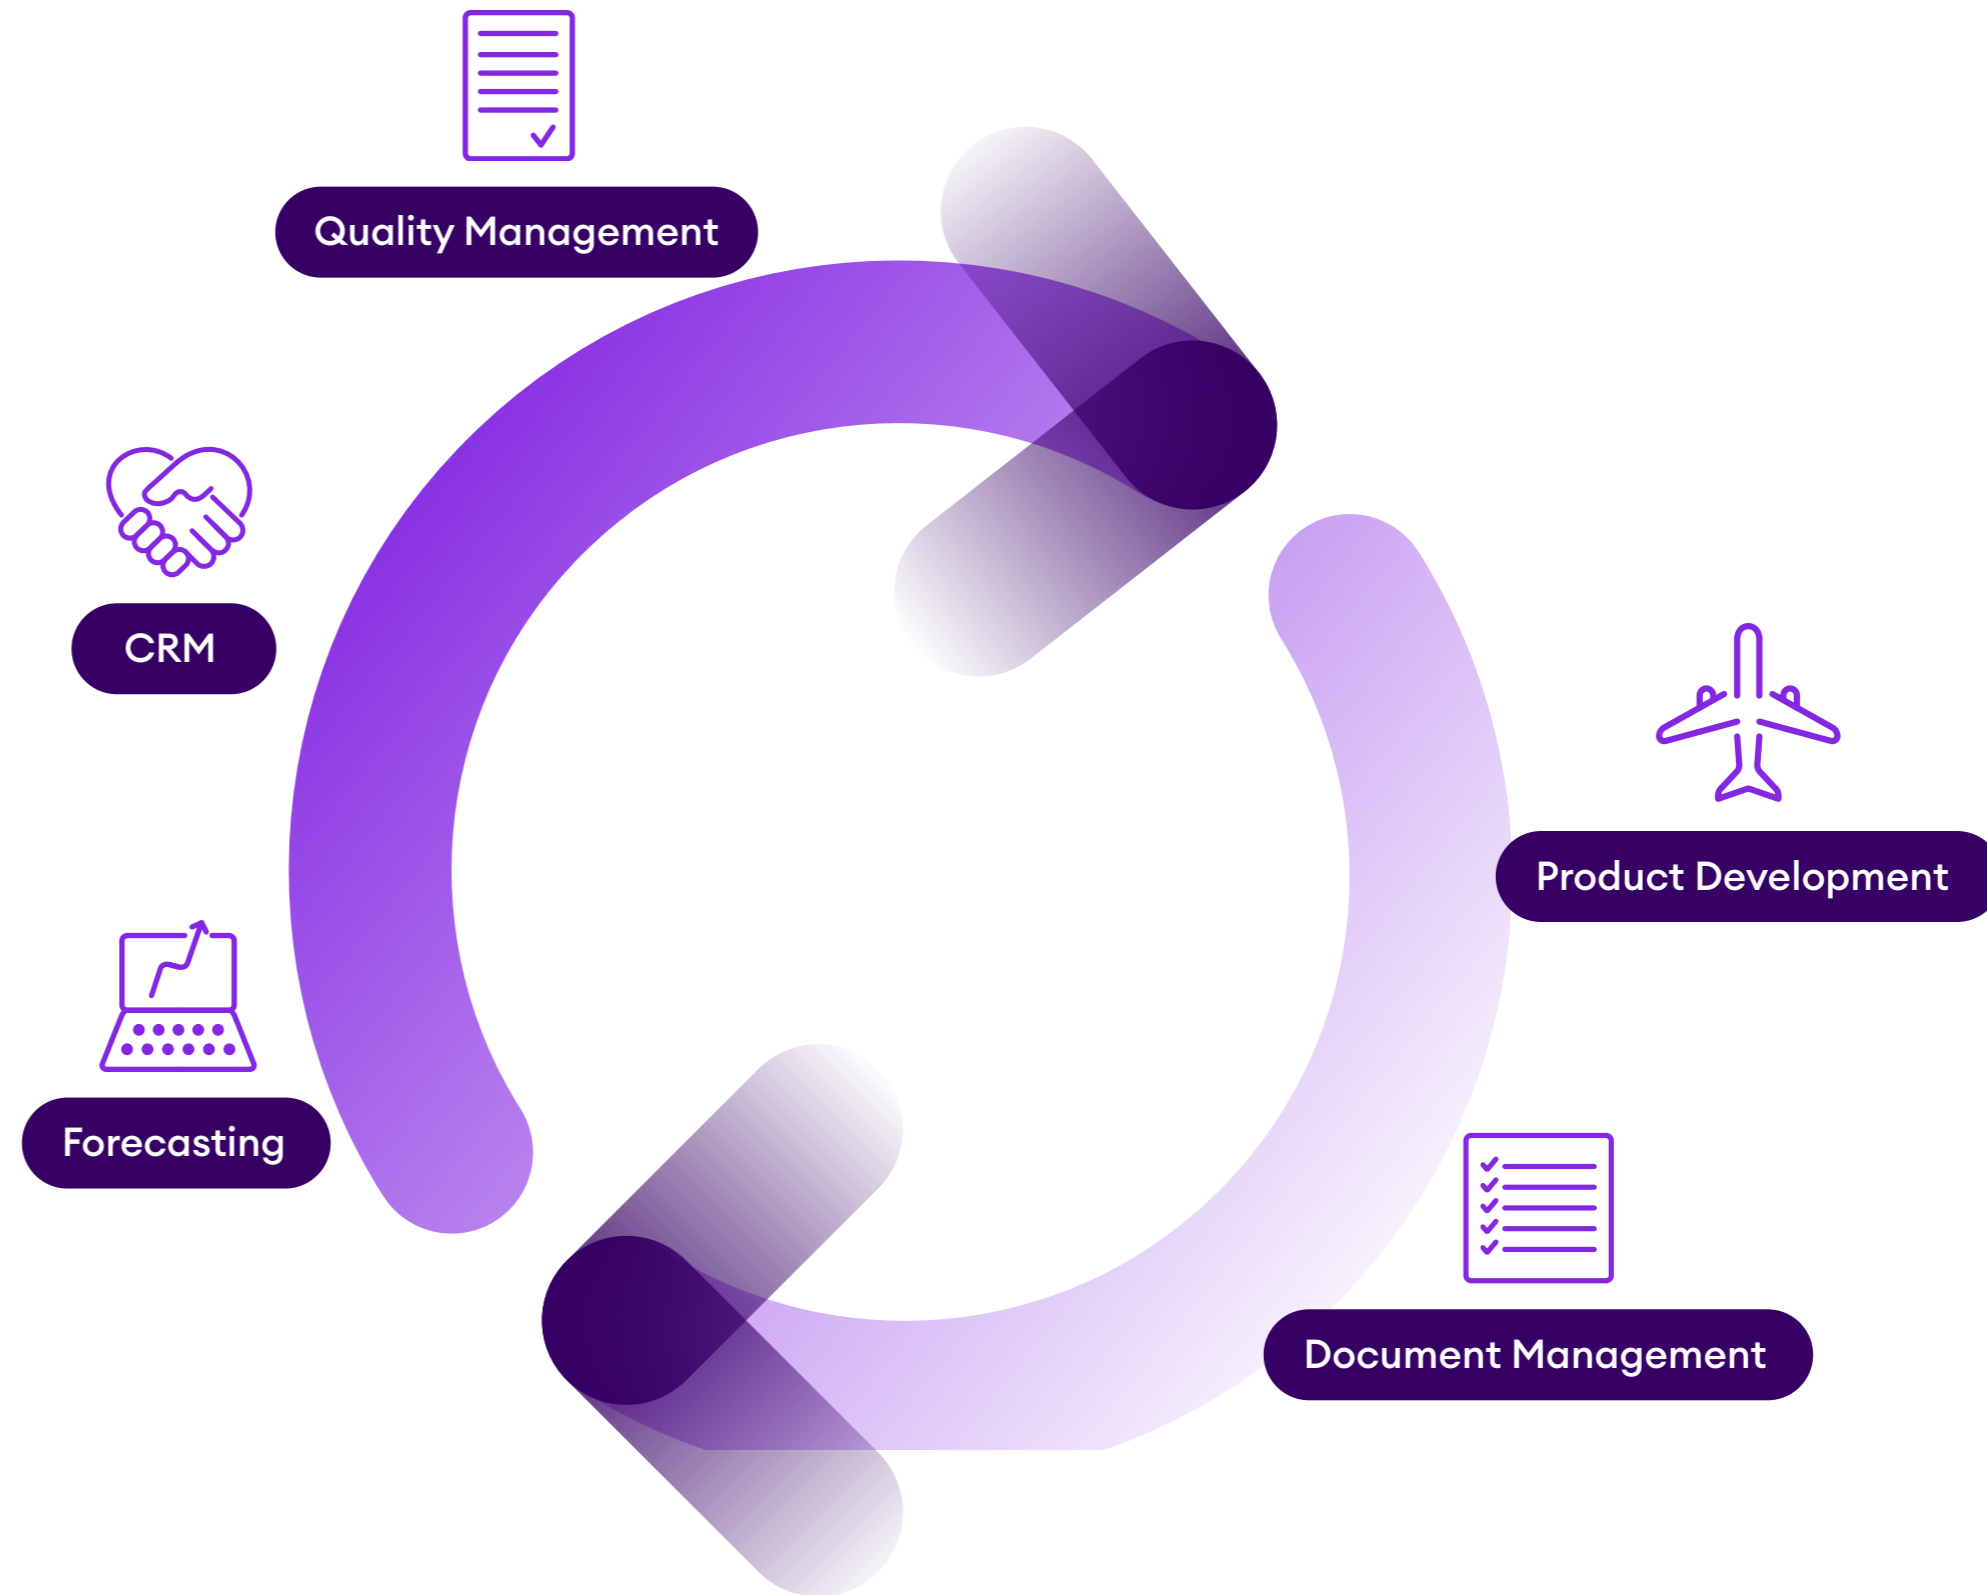 Quality Management
CRM
Product Development
Forecasting
Document Management